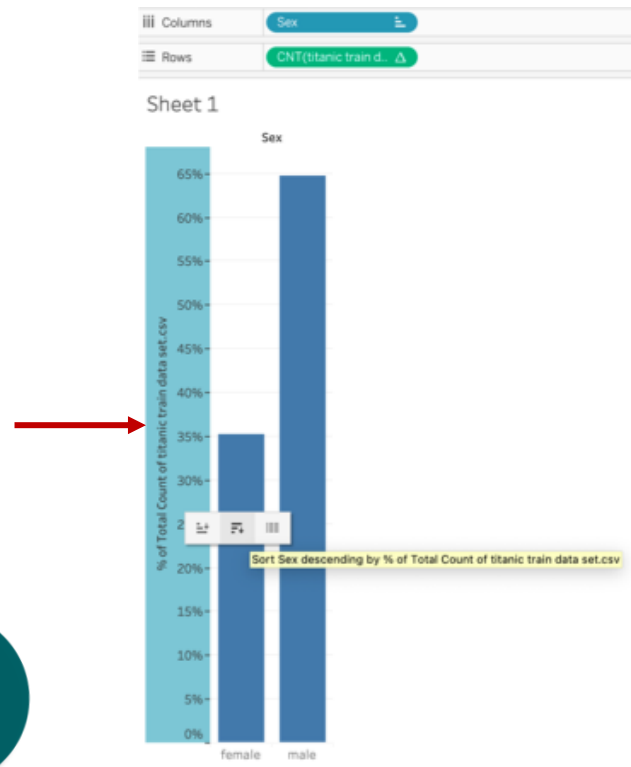 Columns
Sex
Rows
CNT(titanic train d..
Sheet 1
Sex
65%
60%
55%
50%
45%
40%
35%
30%
2
20%
15%
10%
5%
0%
% of Total Count of titanic train data set.csv
Sort Sex descending by % of Total Count of titanic train data set.csv
female
male